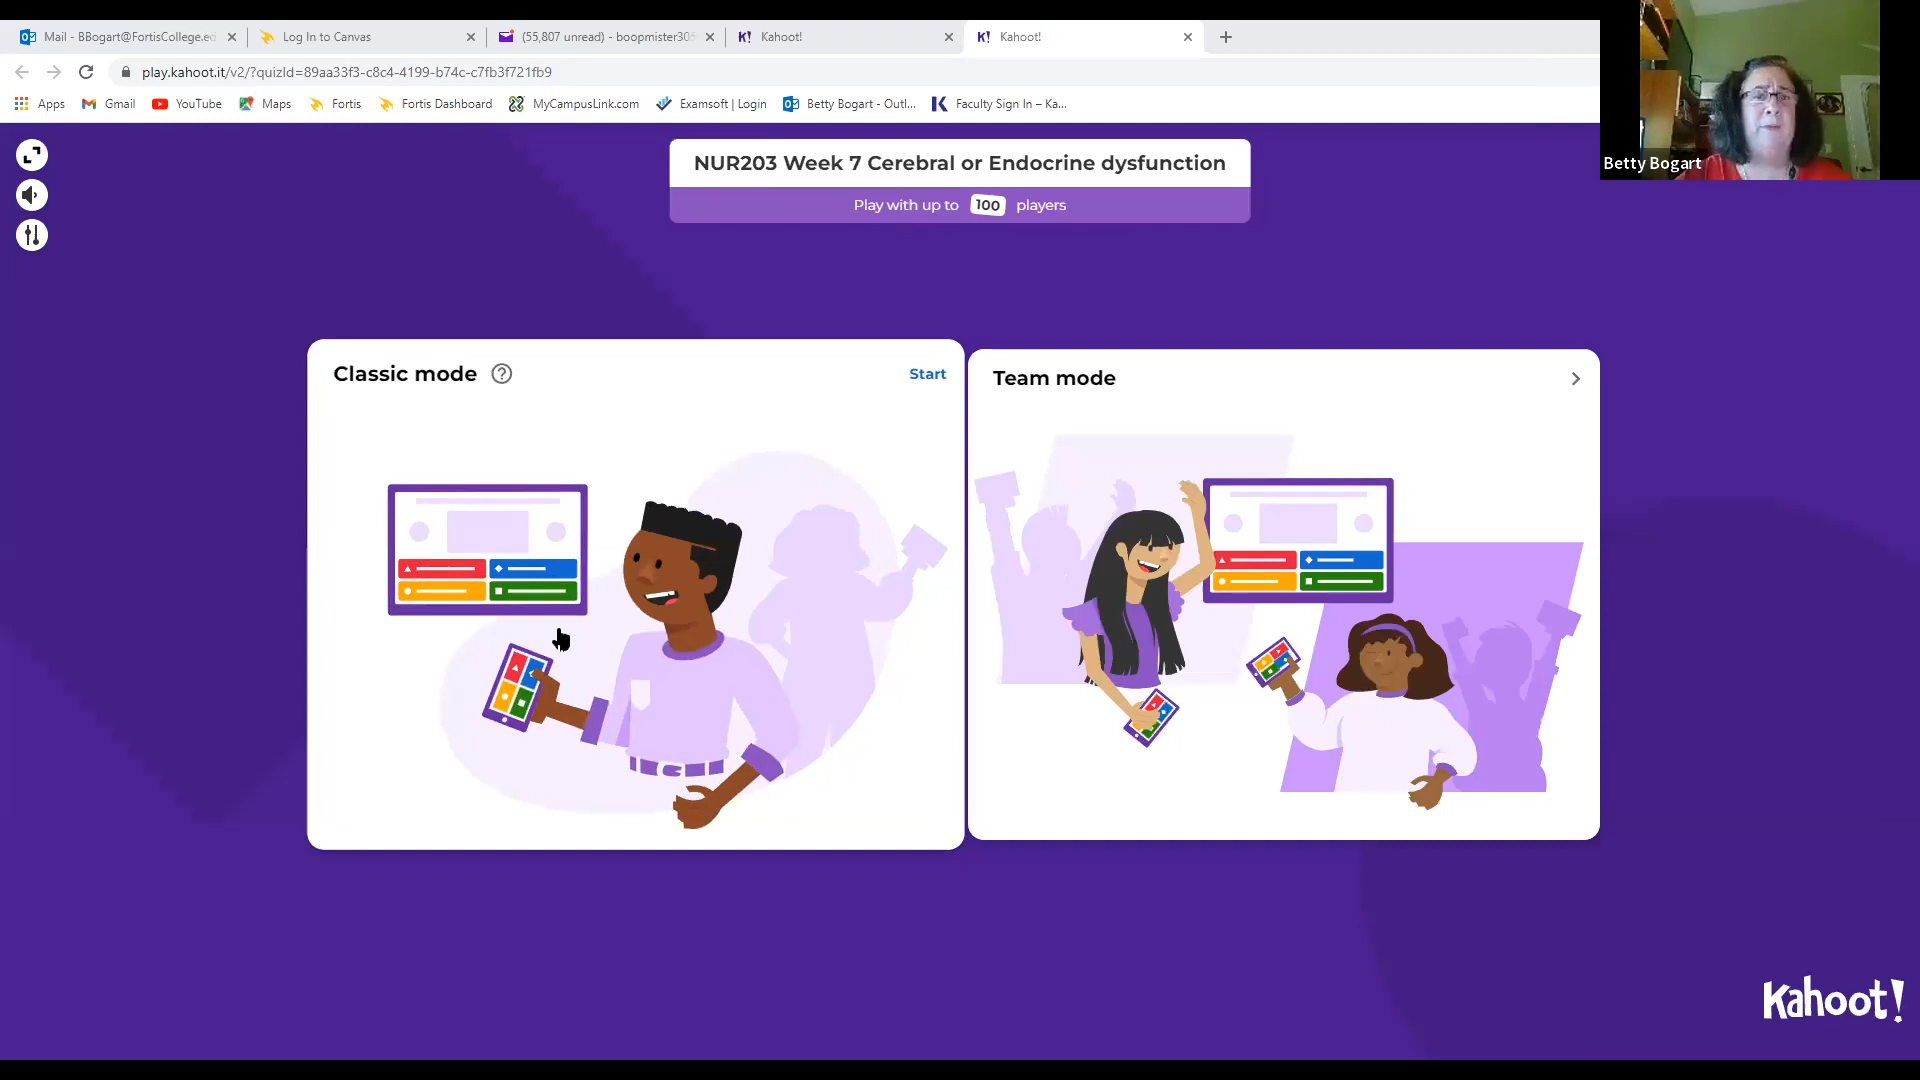 Mail - BBogart@FortisCollege.ed
Log In to Canvas
(55,807 unread) - boopmister305
Kahoot!
Kahoot!
play.kahoot.it/v2/?quizId=89aa33f3-c8c4-4199-b74c-c7fb3f721fb9
Apps
Gmail
YouTube
Maps
Fortis
Fortis Dashboard
MyCampusLink.com
Examsoft | Login
Betty Bogart - Outl...
Faculty Sign In – Ka...
Betty Bogart
NUR203 Week 7 Cerebral or Endocrine dysfunction
Play with up to 100 players
Classic mode
Start
Team mode
Kahoot!